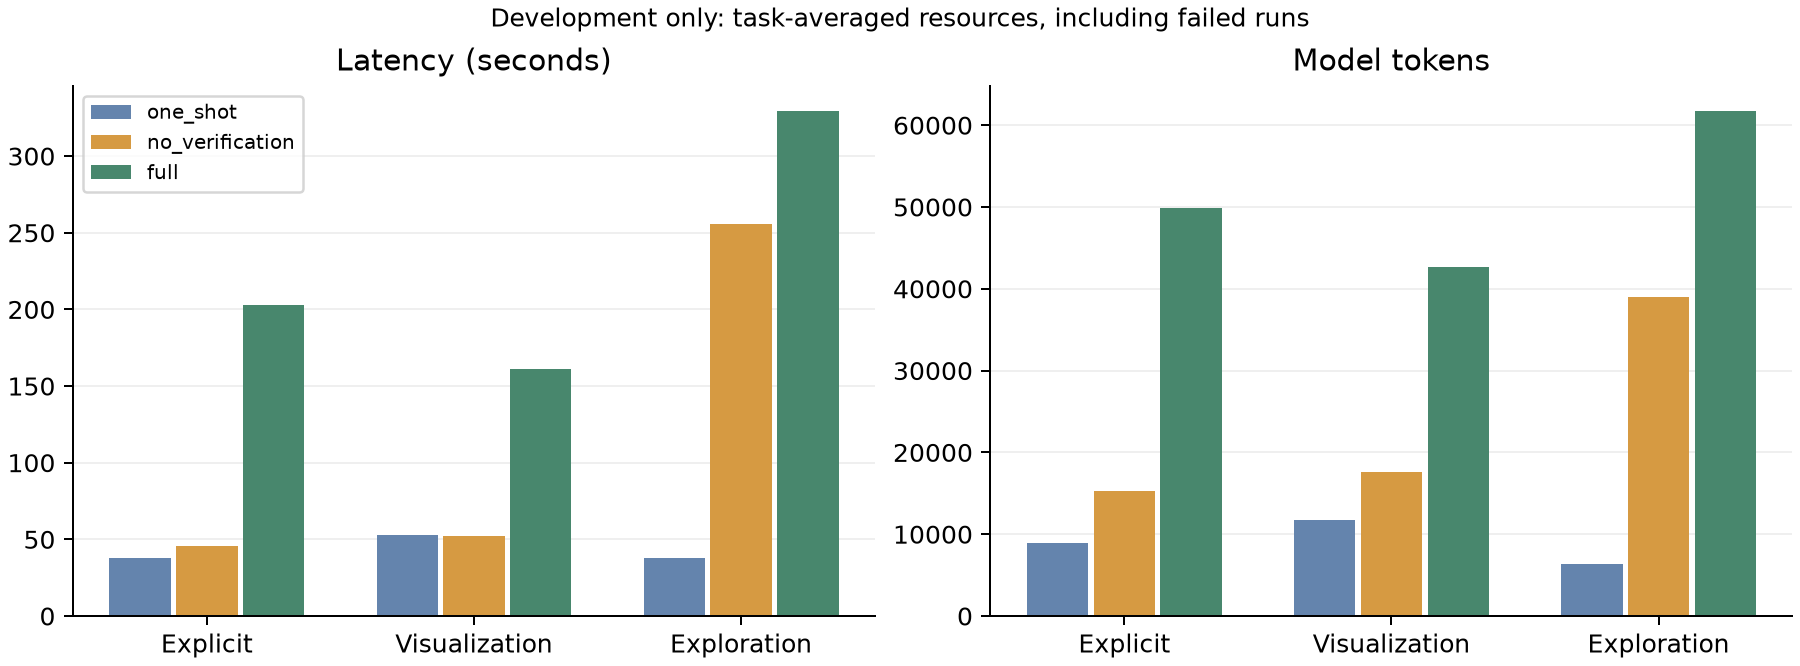 Development only: task-averaged resources, including failed runs
Latency (seconds)
one_shot
no_verification
full
300
250
200
150
100
50
0
Explicit
Visualization
Exploration
Model tokens
60000
50000
40000
30000
20000
10000
0
Explicit
Visualization
Exploration